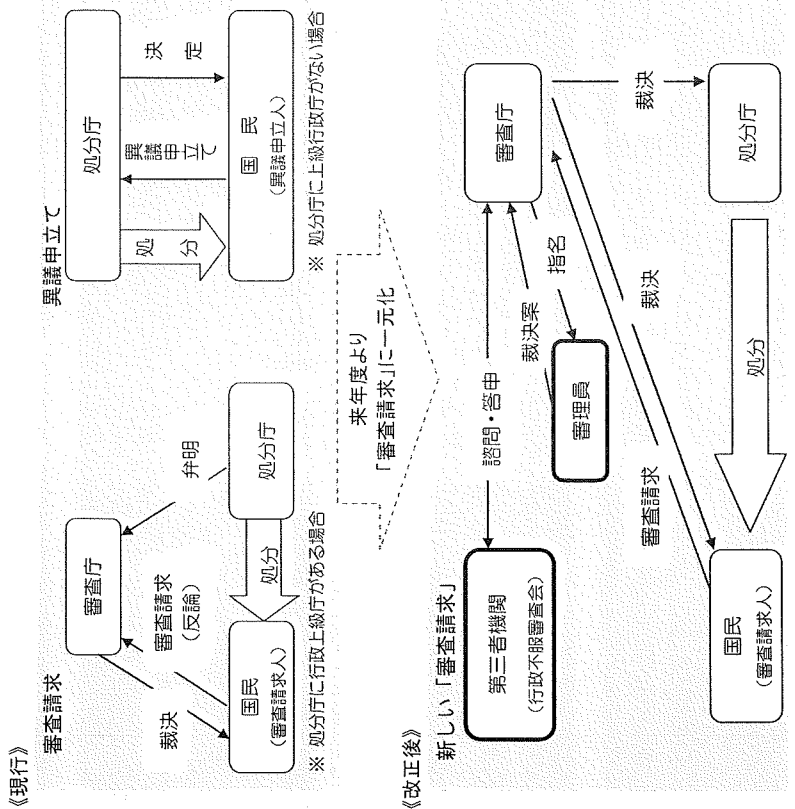 《現行》
審査請求
審査庁
裁決
審査請求
(反論)
弁明
国民
(審査請求人)
処分
処分庁
※ 処分庁に行政上級庁がある場合
異議申立て
処分庁
処分
異議申立て
決定
国民
(異議申立人)
※ 処分庁に上級行政庁がない場合
来年度より
「審査請求」に一元化
《改正後》
新しい「審査請求」
第三者機関
(行政不服審査会)
諮問・答申
審査庁
裁決案
指名
審理員
裁決
審査請求
裁決
国民
(審査請求人)
処分
処分庁